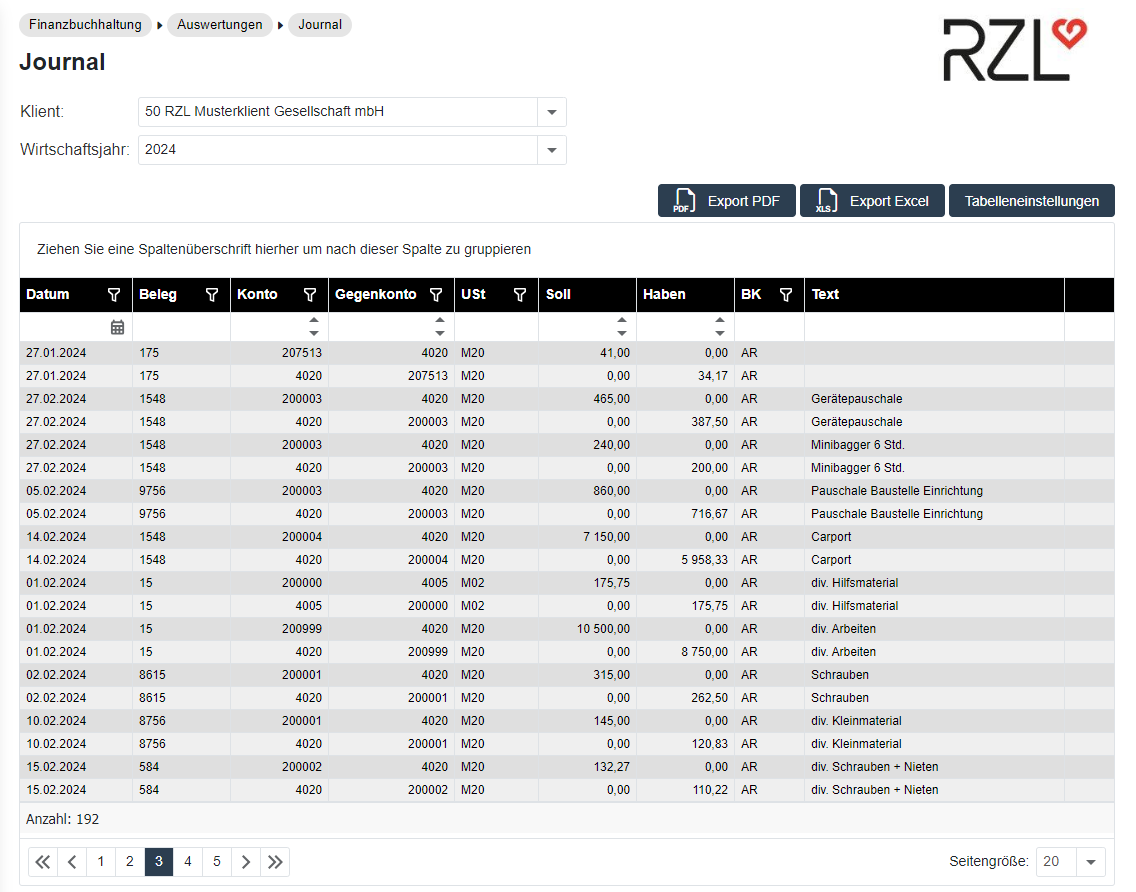 Finanzbuchhaltung Auswertungen Journal
RZL
Journal
Klient: 50 RZL Musterklient Gesellschaft mbH
Wirtschaftsjahr: 2024
PDF Export PDF XLS Export Excel Tabelleneinstellungen
Ziehen Sie eine Spaltenüberschrift hierher um nach dieser Spalte zu gruppieren
Datum Beleg Konto Gegenkonto USt Soll Haben BK Text
27.01.2024 175 207513 4020 M20 41,00 0,00 AR
27.01.2024 175 4020 207513 M20 0,00 34,17 AR
27.02.2024 1548 200003 4020 M20 465,00 0,00 AR Gerätepauschale
27.02.2024 1548 4020 200003 M20 0,00 387,50 AR Gerätepauschale
27.02.2024 1548 200003 4020 M20 240,00 0,00 AR Minibagger 6 Std.
27.02.2024 1548 4020 200003 M20 0,00 200,00 AR Minibagger 6 Std.
05.02.2024 9756 200003 4020 M20 860,00 0,00 AR Pauschale Baustelle Einrichtung
05.02.2024 9756 4020 200003 M20 0,00 716,67 AR Pauschale Baustelle Einrichtung
14.02.2024 1548 200004 4020 M20 7 150,00 0,00 AR Carport
14.02.2024 1548 4020 200004 M20 0,00 5 958,33 AR Carport
01.02.2024 15 200000 4005 M02 175,75 0,00 AR div. Hilfsmaterial
01.02.2024 15 4005 200000 M02 0,00 175,75 AR div. Hilfsmaterial
01.02.2024 15 200999 4020 M20 10 500,00 0,00 AR div. Arbeiten
01.02.2024 15 4020 200999 M20 0,00 8 750,00 AR div. Arbeiten
02.02.2024 8615 200001 4020 M20 315,00 0,00 AR Schrauben
02.02.2024 8615 4020 200001 M20 0,00 262,50 AR Schrauben
10.02.2024 8756 200001 4020 M20 145,00 0,00 AR div. Kleinmaterial
10.02.2024 8756 4020 200001 M20 0,00 120,83 AR div. Kleinmaterial
15.02.2024 584 200002 4020 M20 132,27 0,00 AR div. Schrauben + Nieten
15.02.2024 584 4020 200002 M20 0,00 110,22 AR div. Schrauben + Nieten
Anzahl: 192
1 2 3 4 5 Seitengröße: 20